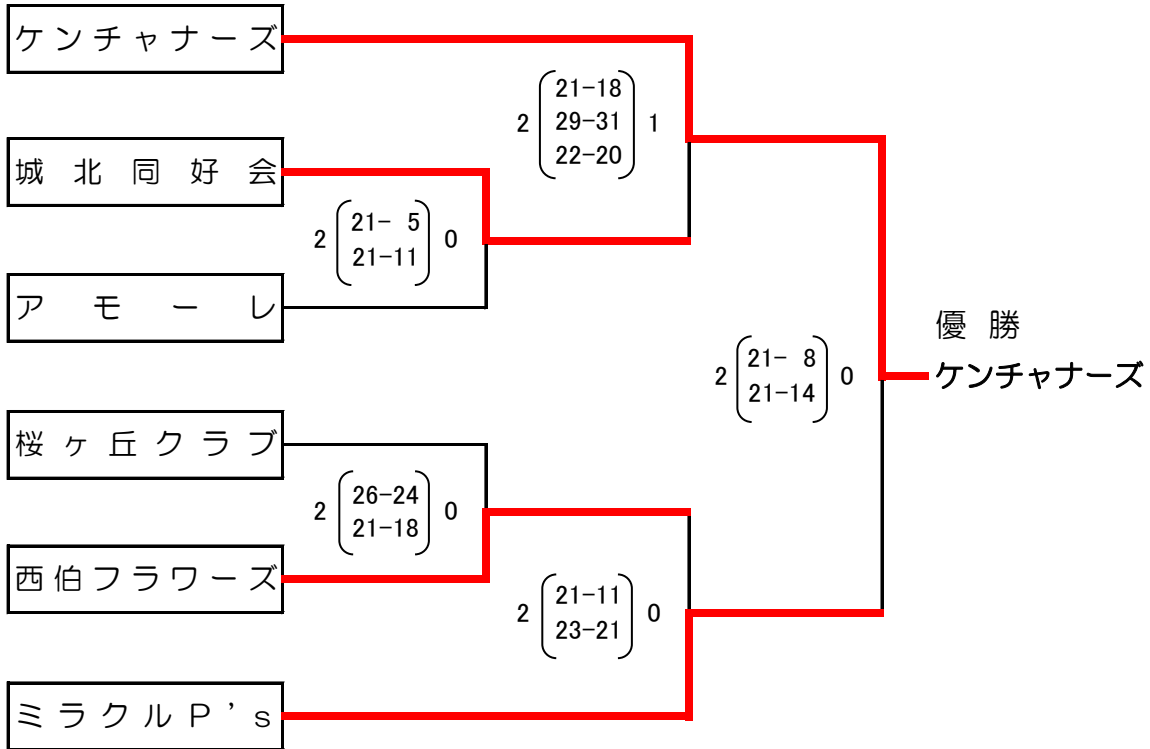 ケンチャナーズ
21-18
2 29-31 1
22-20
城北同好会
21- 5
2 0
21-11
アモーレ
優勝
ケンチャナーズ
21- 8
2 0
21-14
桜ヶ丘クラブ
26-24
2 0
21-18
西伯フラワーズ
21-11
2 0
23-21
ミラクルP's